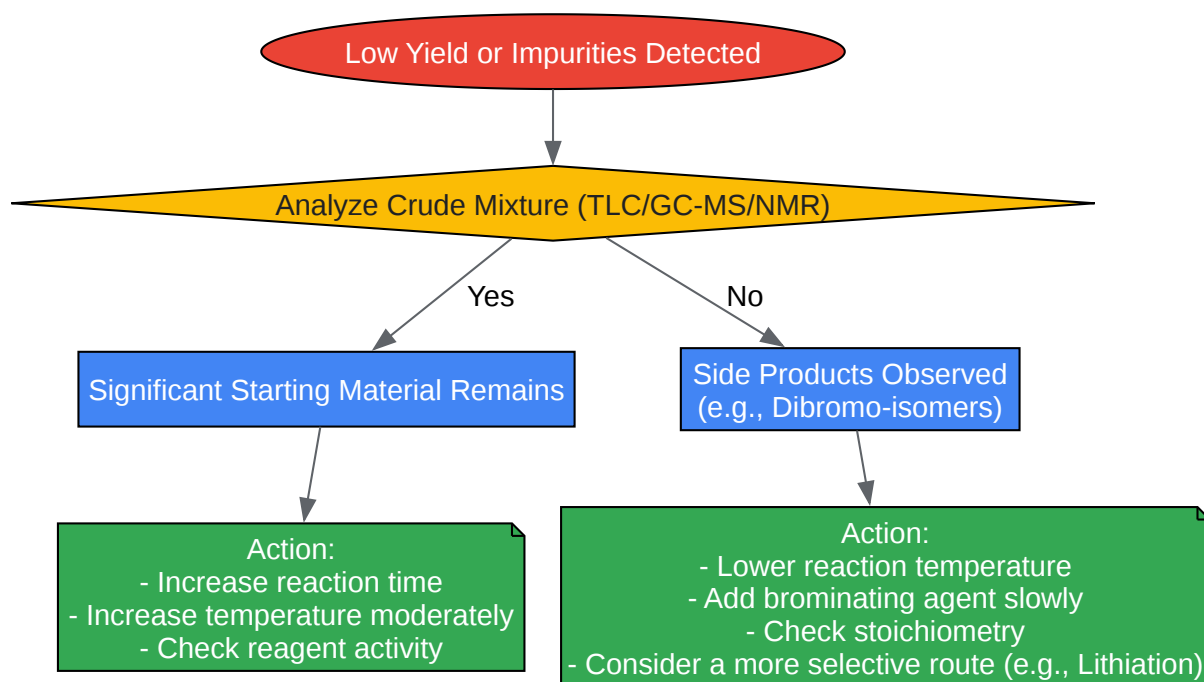 Low Yield or Impurities Detected
Analyze Crude Mixture (TLC/GC-MS/NMR)
Yes
No
Significant Starting Material Remains
Side Products Observed
(e.g., Dibromo-isomers)
Action:
- Increase reaction time
- Increase temperature moderately
- Check reagent activity
Action:
- Lower reaction temperature
- Add brominating agent slowly
- Check stoichiometry
- Consider a more selective route (e.g., Lithiation)